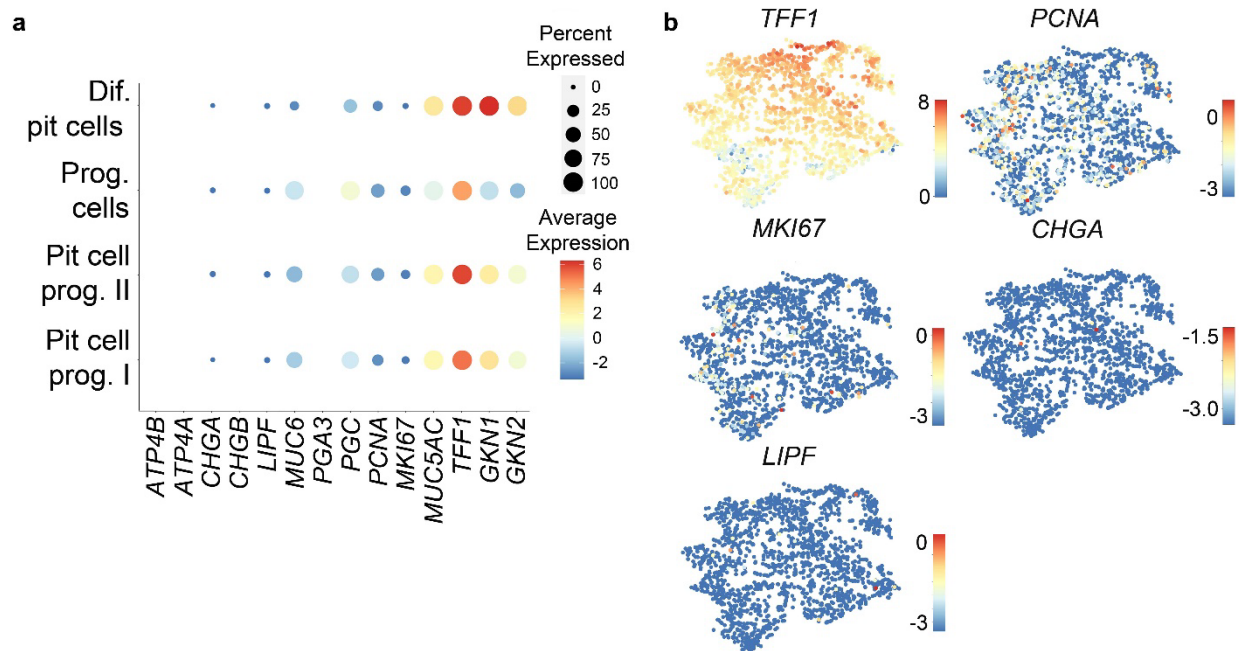 a
Percent
Expressed
0
25
50
75
100
Average
Expression
6
4
2
0
-2
Dif.
pit cells
Prog.
cells
Pit cell
prog. II
Pit cell
prog. I
ATP4B
ATP4A
CHGA
CHGB
LIPF
MUC6
PGA3
PGC
PCNA
MKI67
MUC5AC
TFF1
GKN1
GKN2
b
TFF1
8
0
PCNA
0
-3
MKI67
0
-3
CHGA
-1.5
-3.0
LIPF
0
-3